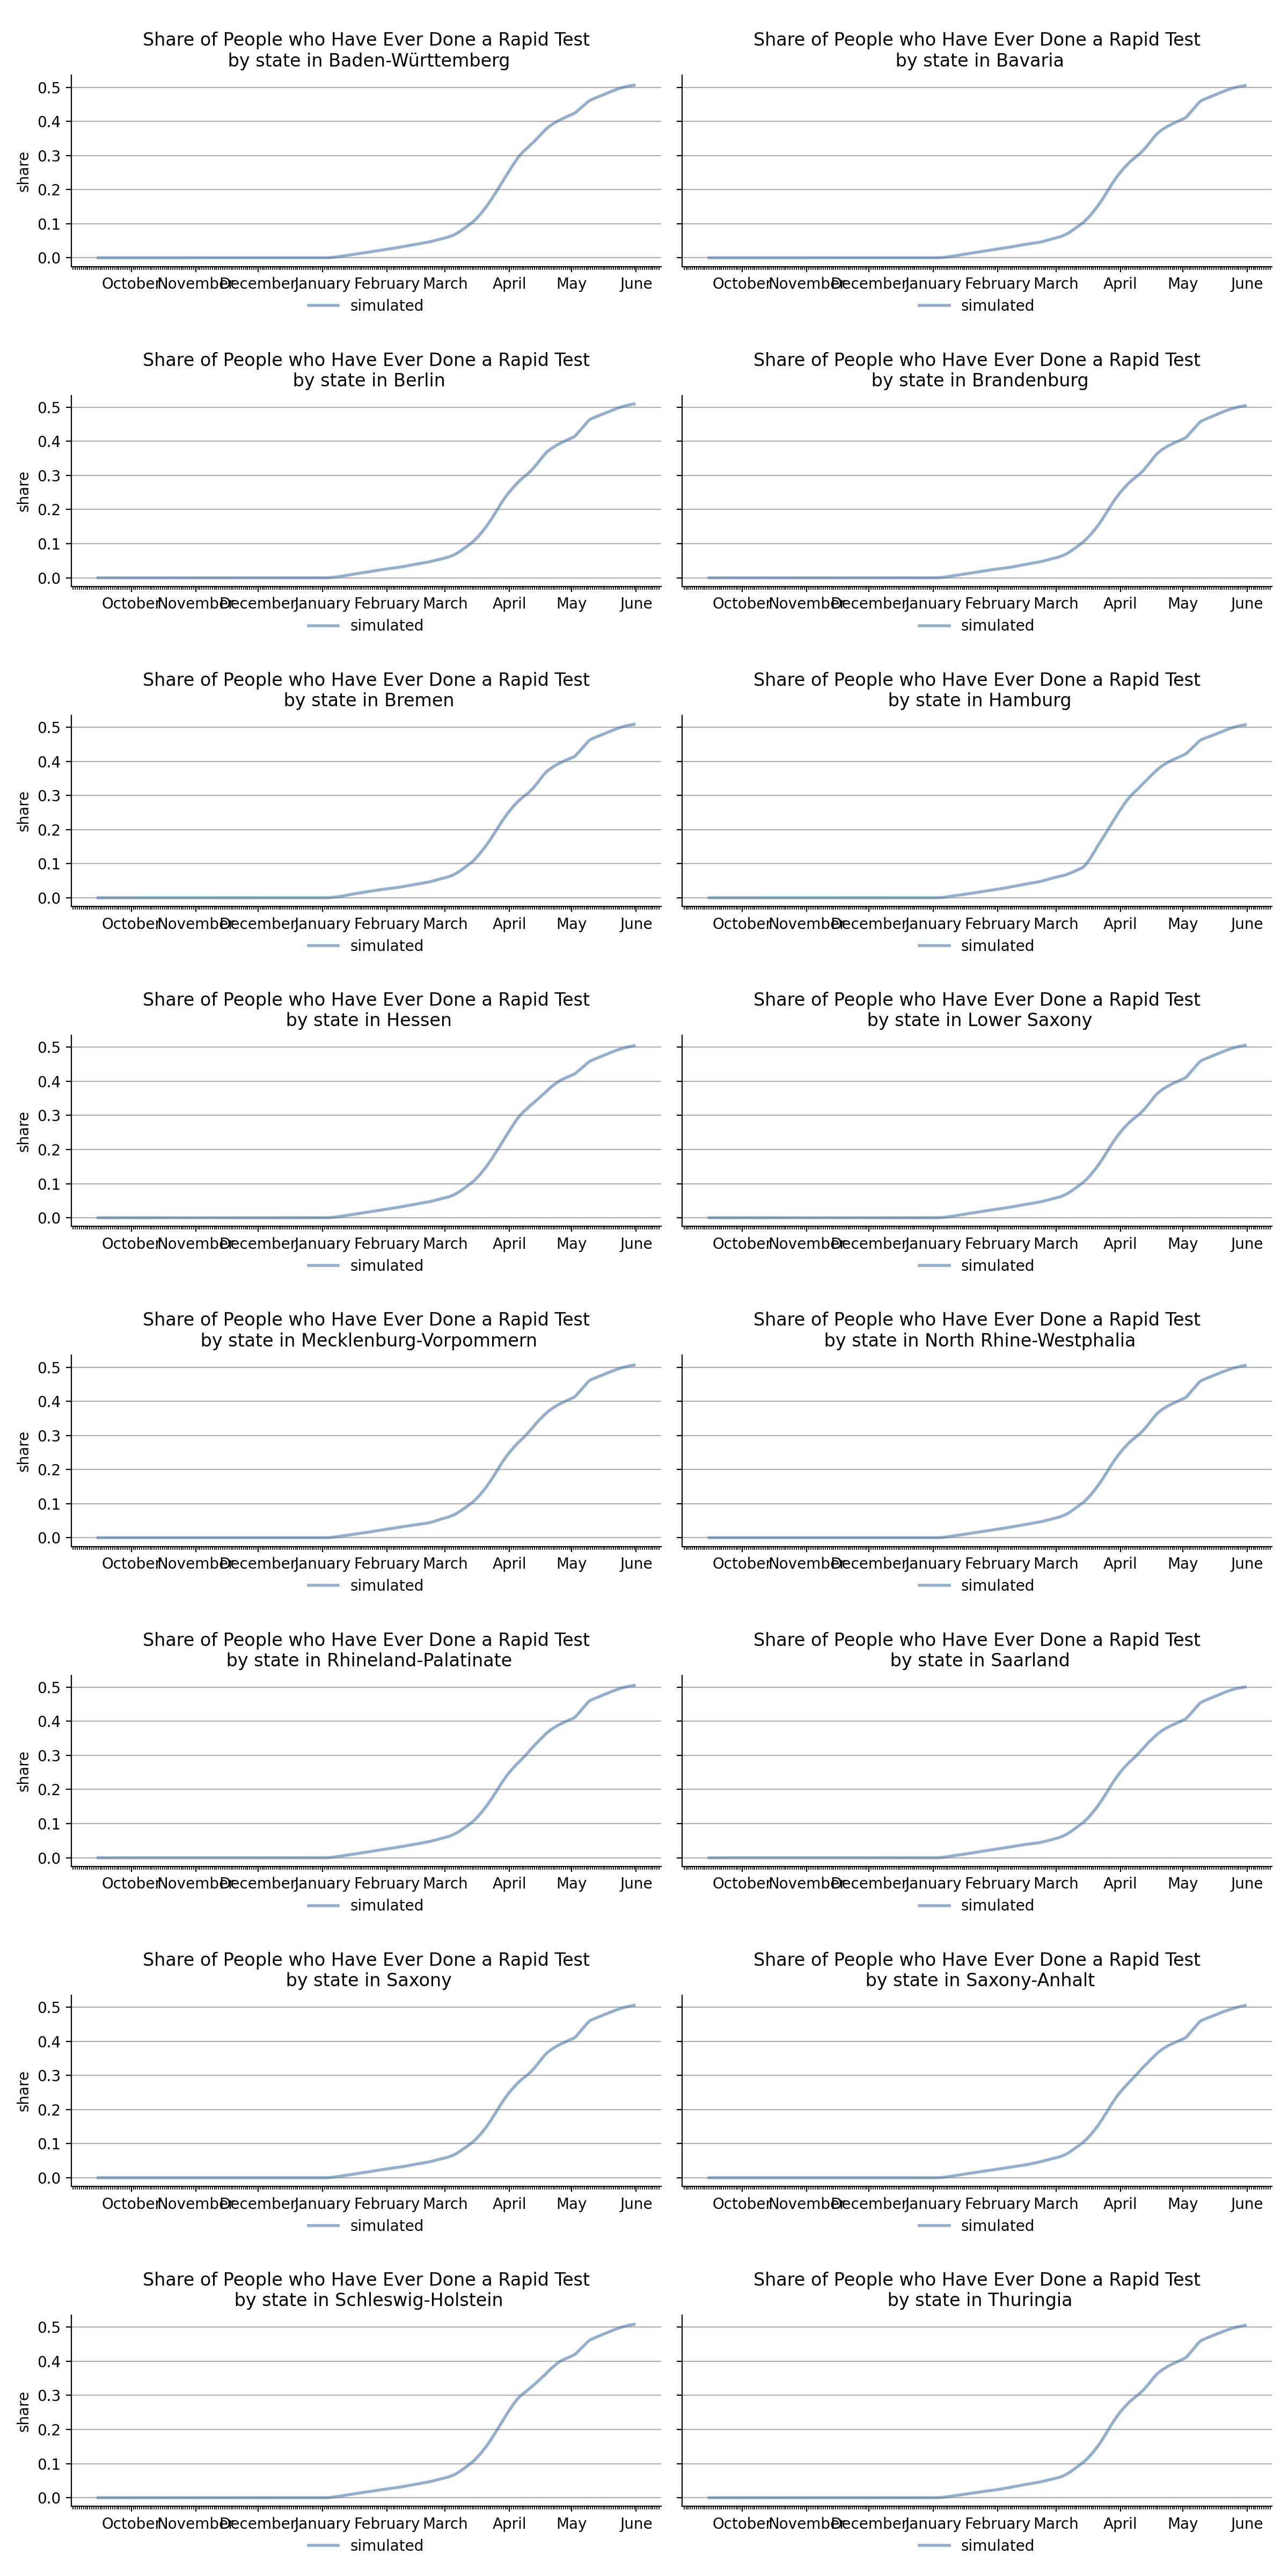 Share of People who Have Ever Done a Rapid Test
by state in Baden-Württemberg
share
0.5
0.4
0.3
0.2
0.1
0.0
October November December January February March April May June
simulated
Share of People who Have Ever Done a Rapid Test
by state in Bavaria
October November December January February March April May June
simulated
Share of People who Have Ever Done a Rapid Test
by state in Berlin
share
0.5
0.4
0.3
0.2
0.1
0.0
October November December January February March April May June
simulated
Share of People who Have Ever Done a Rapid Test
by state in Brandenburg
October November December January February March April May June
simulated
Share of People who Have Ever Done a Rapid Test
by state in Bremen
share
0.5
0.4
0.3
0.2
0.1
0.0
October November December January February March April May June
simulated
Share of People who Have Ever Done a Rapid Test
by state in Hamburg
October November December January February March April May June
simulated
Share of People who Have Ever Done a Rapid Test
by state in Hessen
share
0.5
0.4
0.3
0.2
0.1
0.0
October November December January February March April May June
simulated
Share of People who Have Ever Done a Rapid Test
by state in Lower Saxony
October November December January February March April May June
simulated
Share of People who Have Ever Done a Rapid Test
by state in Mecklenburg-Vorpommern
share
0.5
0.4
0.3
0.2
0.1
0.0
October November December January February March April May June
simulated
Share of People who Have Ever Done a Rapid Test
by state in North Rhine-Westphalia
October November December January February March April May June
simulated
Share of People who Have Ever Done a Rapid Test
by state in Rhineland-Palatinate
share
0.5
0.4
0.3
0.2
0.1
0.0
October November December January February March April May June
simulated
Share of People who Have Ever Done a Rapid Test
by state in Saarland
October November December January February March April May June
simulated
Share of People who Have Ever Done a Rapid Test
by state in Saxony
share
0.5
0.4
0.3
0.2
0.1
0.0
October November December January February March April May June
simulated
Share of People who Have Ever Done a Rapid Test
by state in Saxony-Anhalt
October November December January February March April May June
simulated
Share of People who Have Ever Done a Rapid Test
by state in Schleswig-Holstein
share
0.5
0.4
0.3
0.2
0.1
0.0
October November December January February March April May June
simulated
Share of People who Have Ever Done a Rapid Test
by state in Thuringia
October November December January February March April May June
simulated